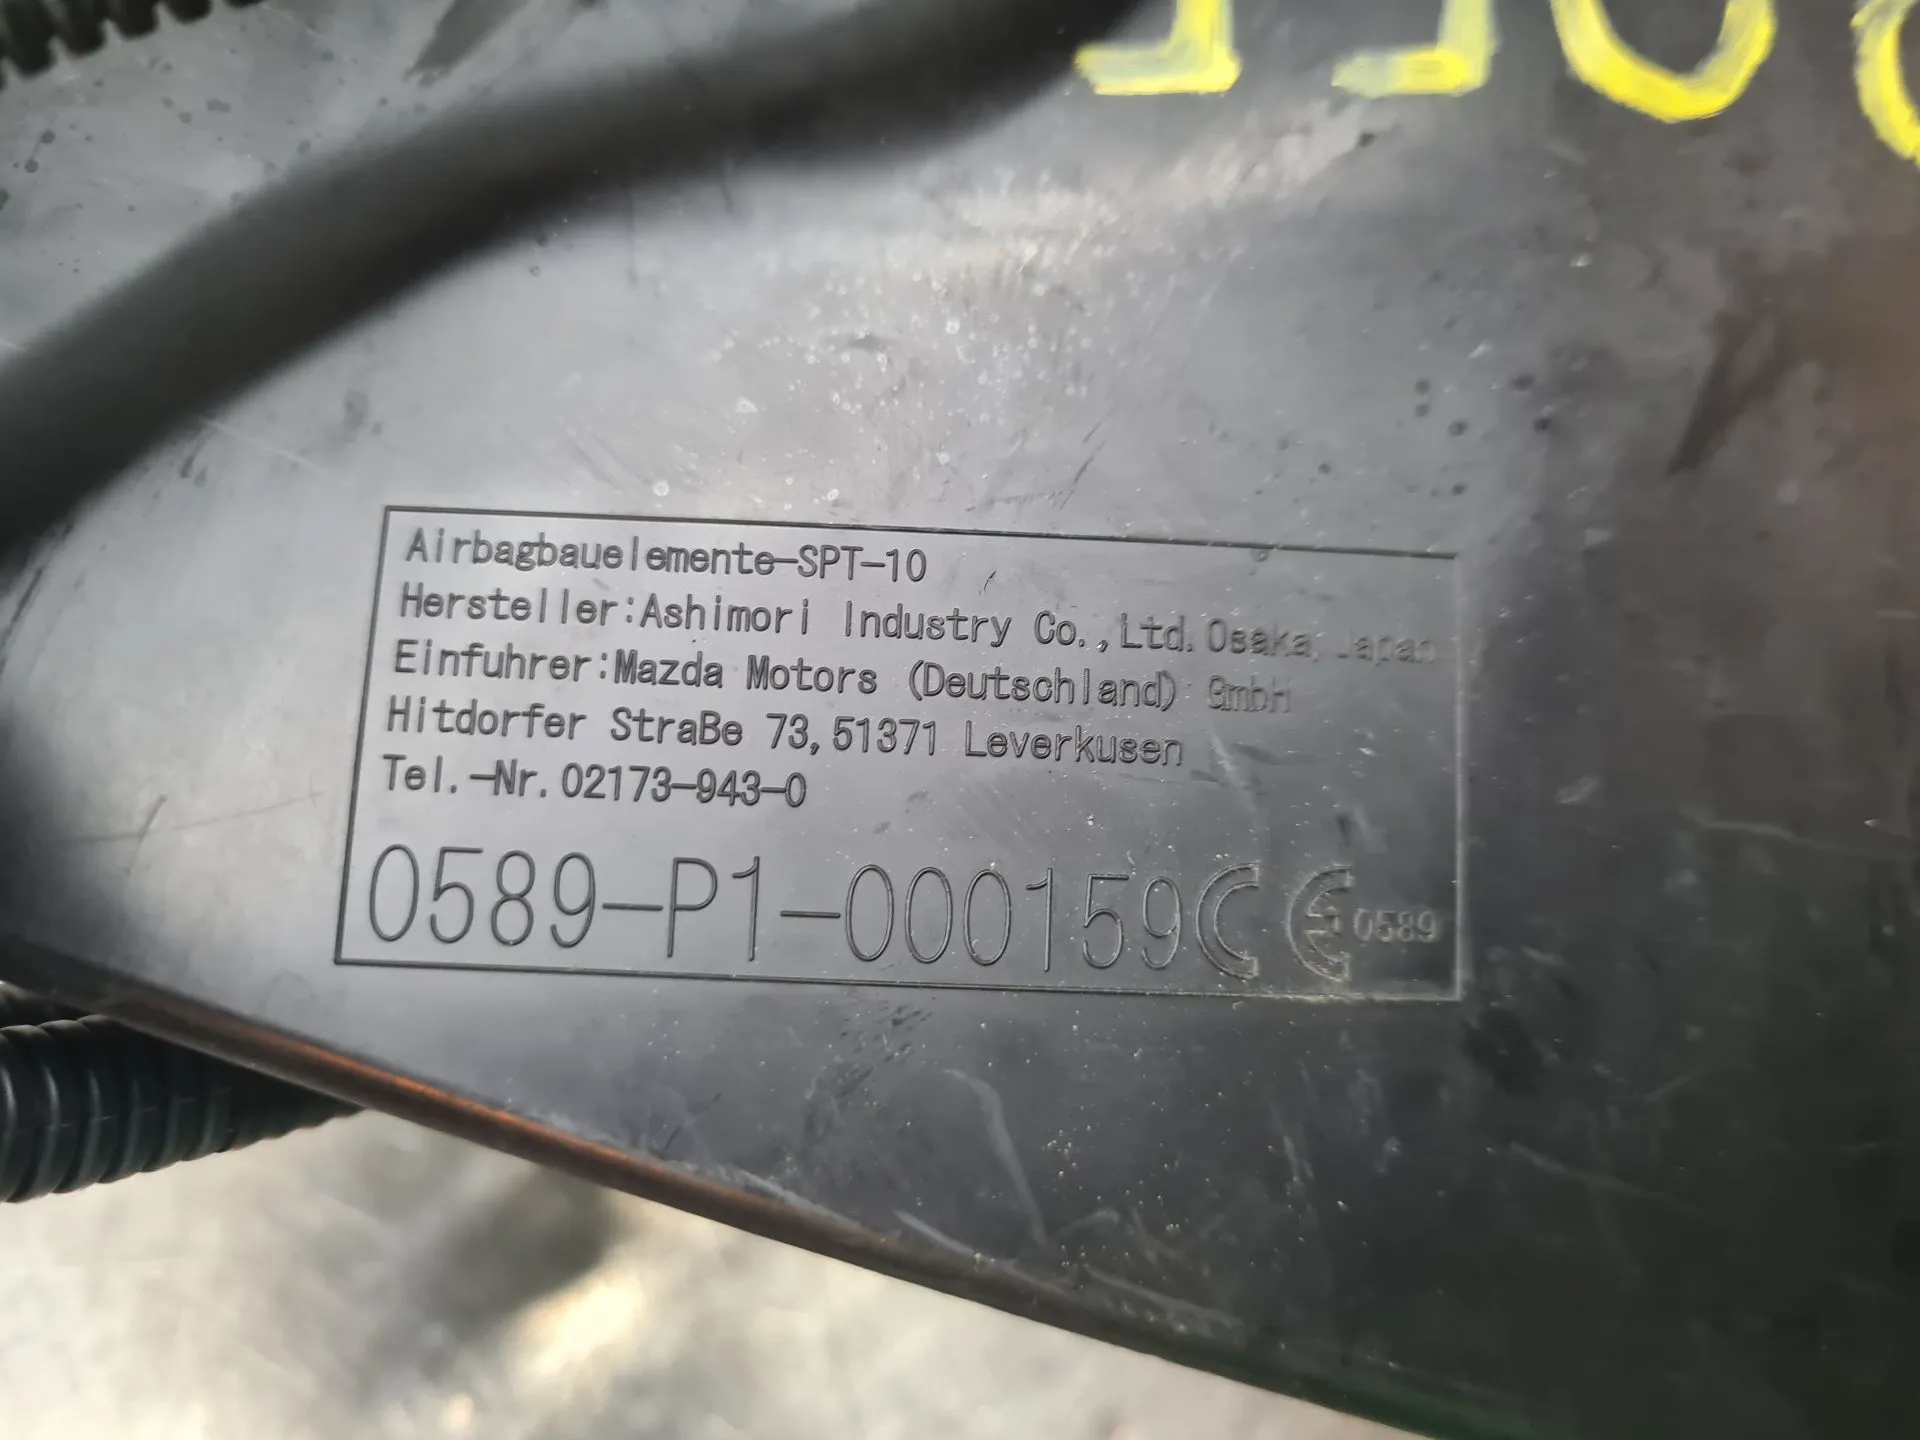 Airbagbauelemente-SPT-10
Hersteller:Ashimori Industry Co.,Ltd. Osaka, Japan
Einfuhrer:Mazda Motors (Deutschland) GmbH
Hitdorfer StraBe 73,51371 Leverkusen
Tel.-Nr.02173-943-0
0589-P1-000159 CE 0589